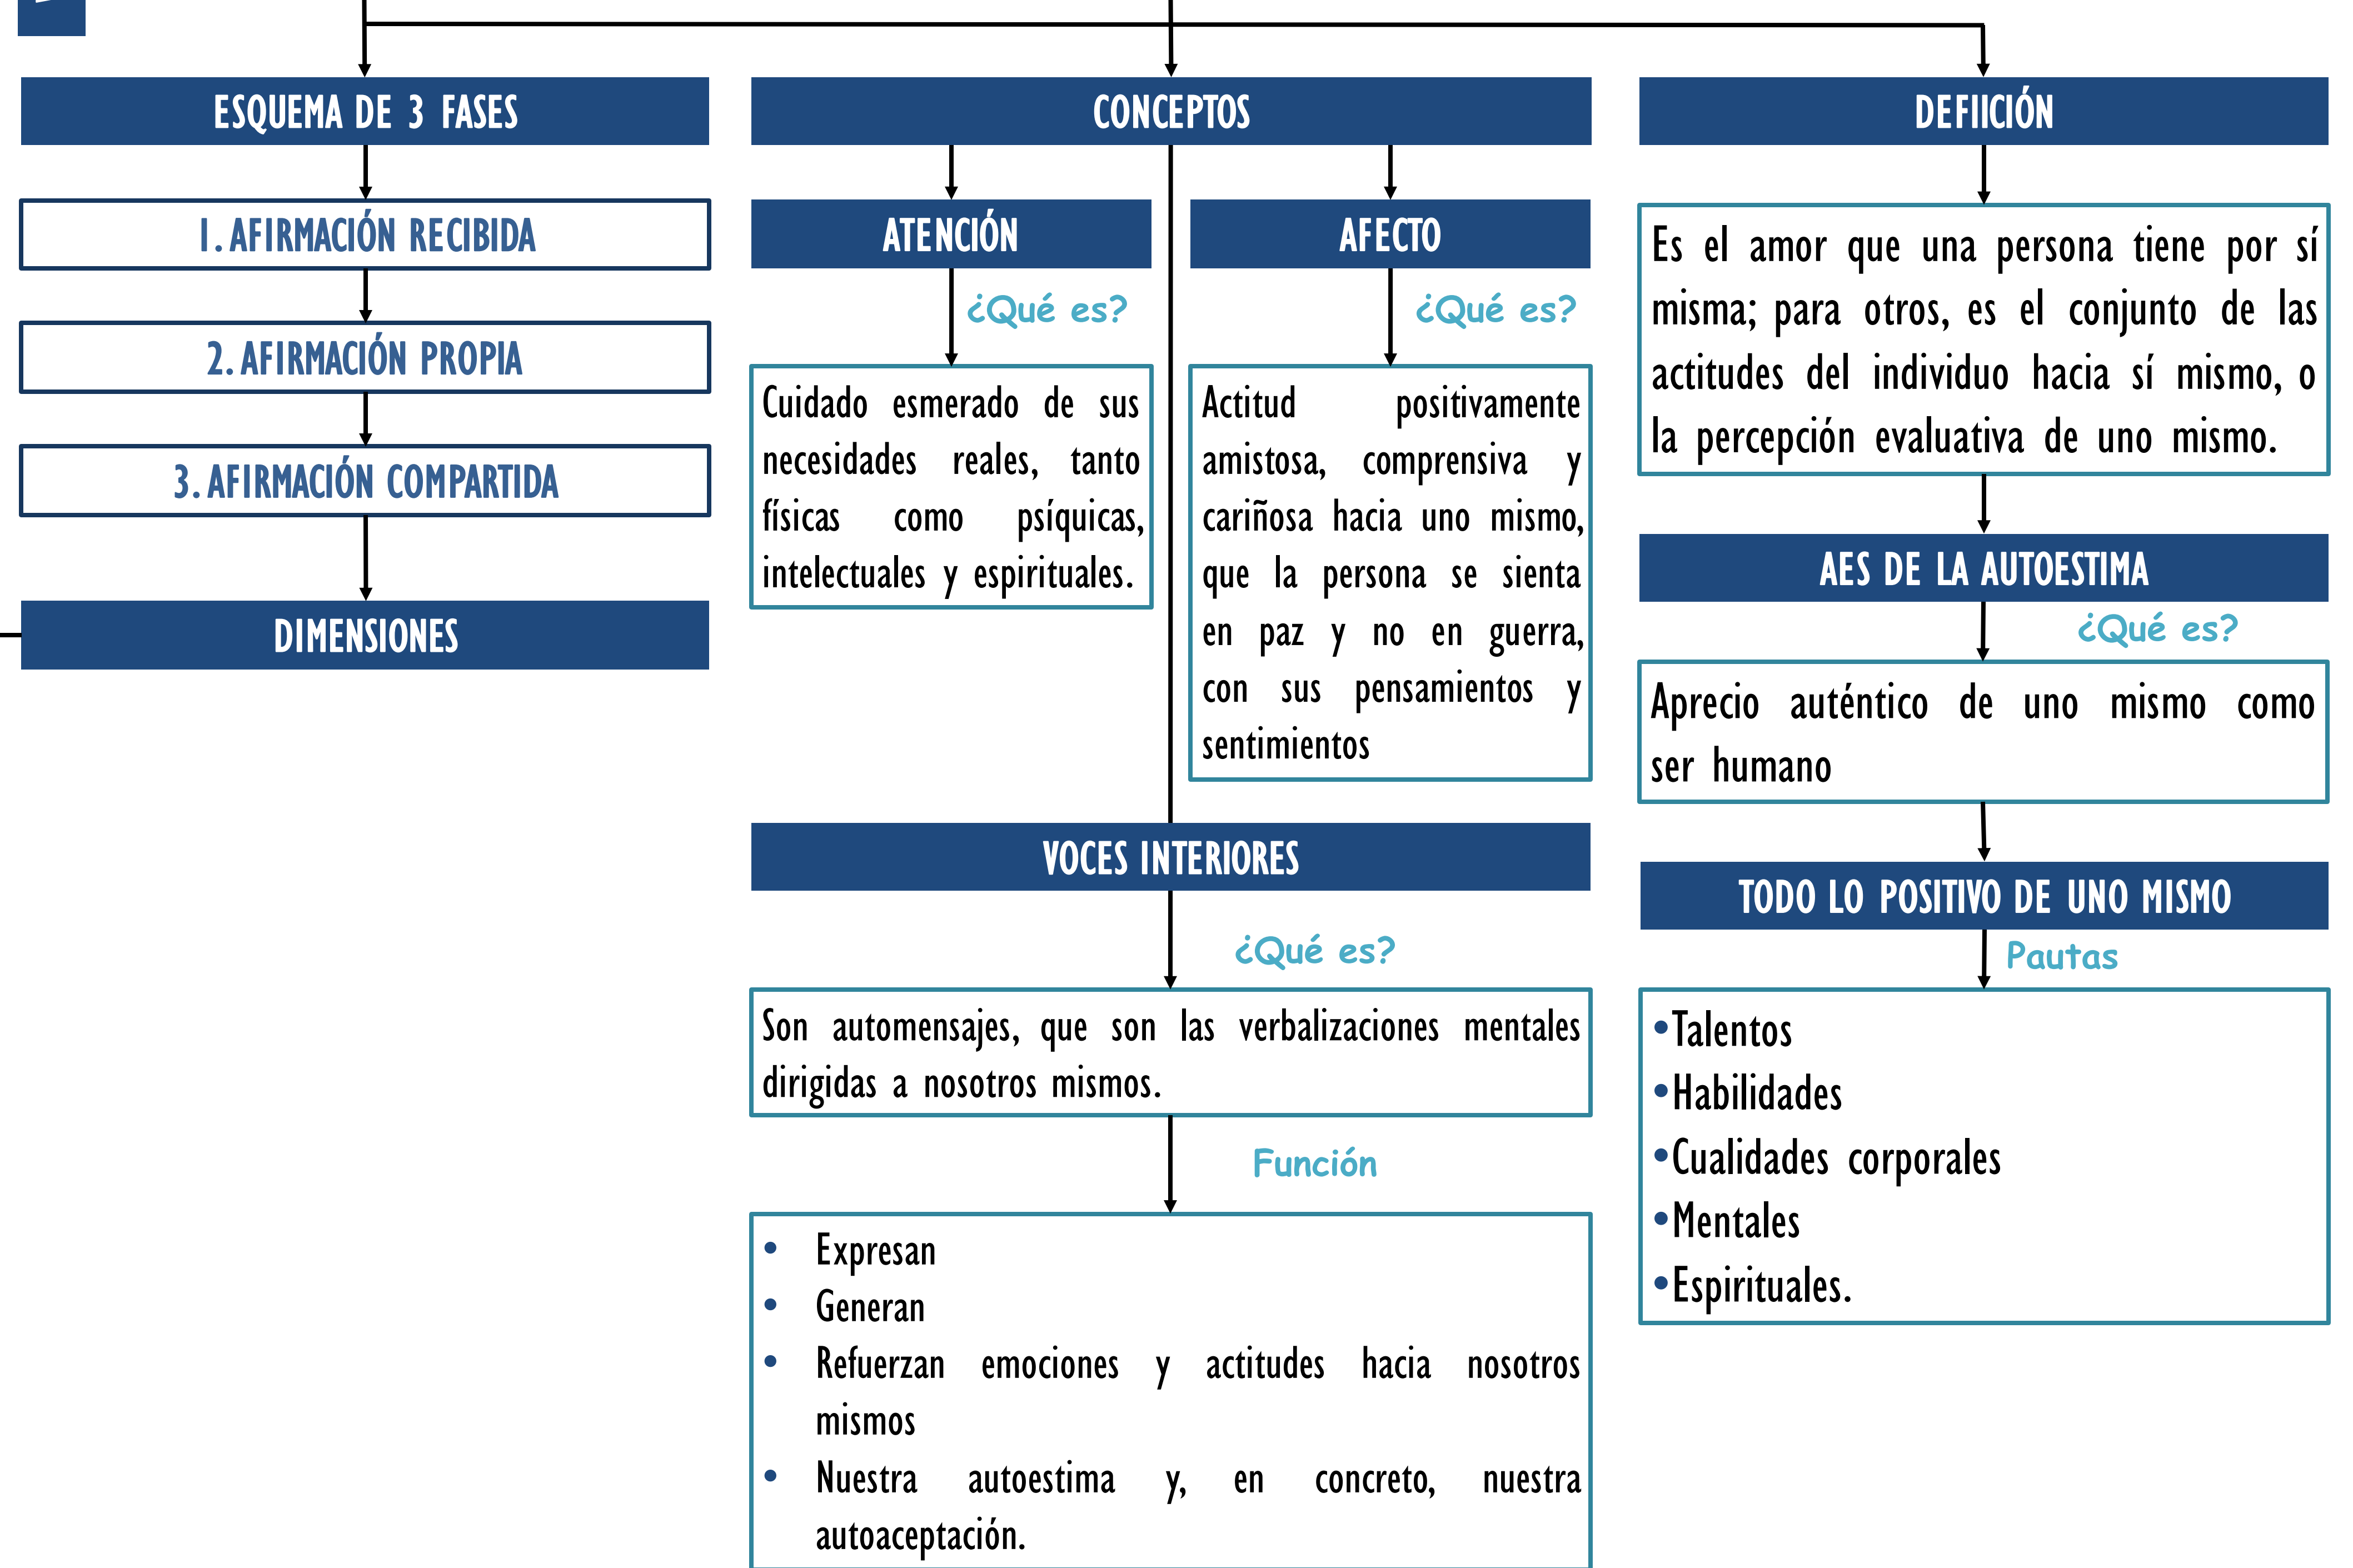 ESQUEMA DE 3 FASES
1. AFIRMACIÓN RECIBIDA
2. AFIRMACIÓN PROPIA
3. AFIRMACIÓN COMPARTIDA
DIMENSIONES
CONCEPTOS
ATENCIÓN
¿Qué es?
Cuidado esmerado de sus
necesidades reales, tanto
físicas como psíquicas,
intelectuales y espirituales.
AFECTO
¿Qué es?
Actitud positivamente
amistosa, comprensiva y
cariñosa hacia uno mismo,
que la persona se sienta
en paz y no en guerra,
con sus pensamientos y
sentimientos
VOCES INTERIORES
¿Qué es?
Son automensajes, que son las verbalizaciones mentales
dirigidas a nosotros mismos.
Función
• Expresan
• Generan
• Refuerzan emociones y actitudes hacia nosotros
mismos
• Nuestra autoestima y, en concreto, nuestra
autoaceptación.
DEFIICIÓN
Es el amor que una persona tiene por sí
misma; para otros, es el conjunto de las
actitudes del individuo hacia sí mismo, o
la percepción evaluativa de uno mismo.
AES DE LA AUTOESTIMA
¿Qué es?
Aprecio auténtico de uno mismo como
ser humano
TODO LO POSITIVO DE UNO MISMO
Pautas
•Talentos
•Habilidades
•Cualidades corporales
•Mentales
•Espirituales.